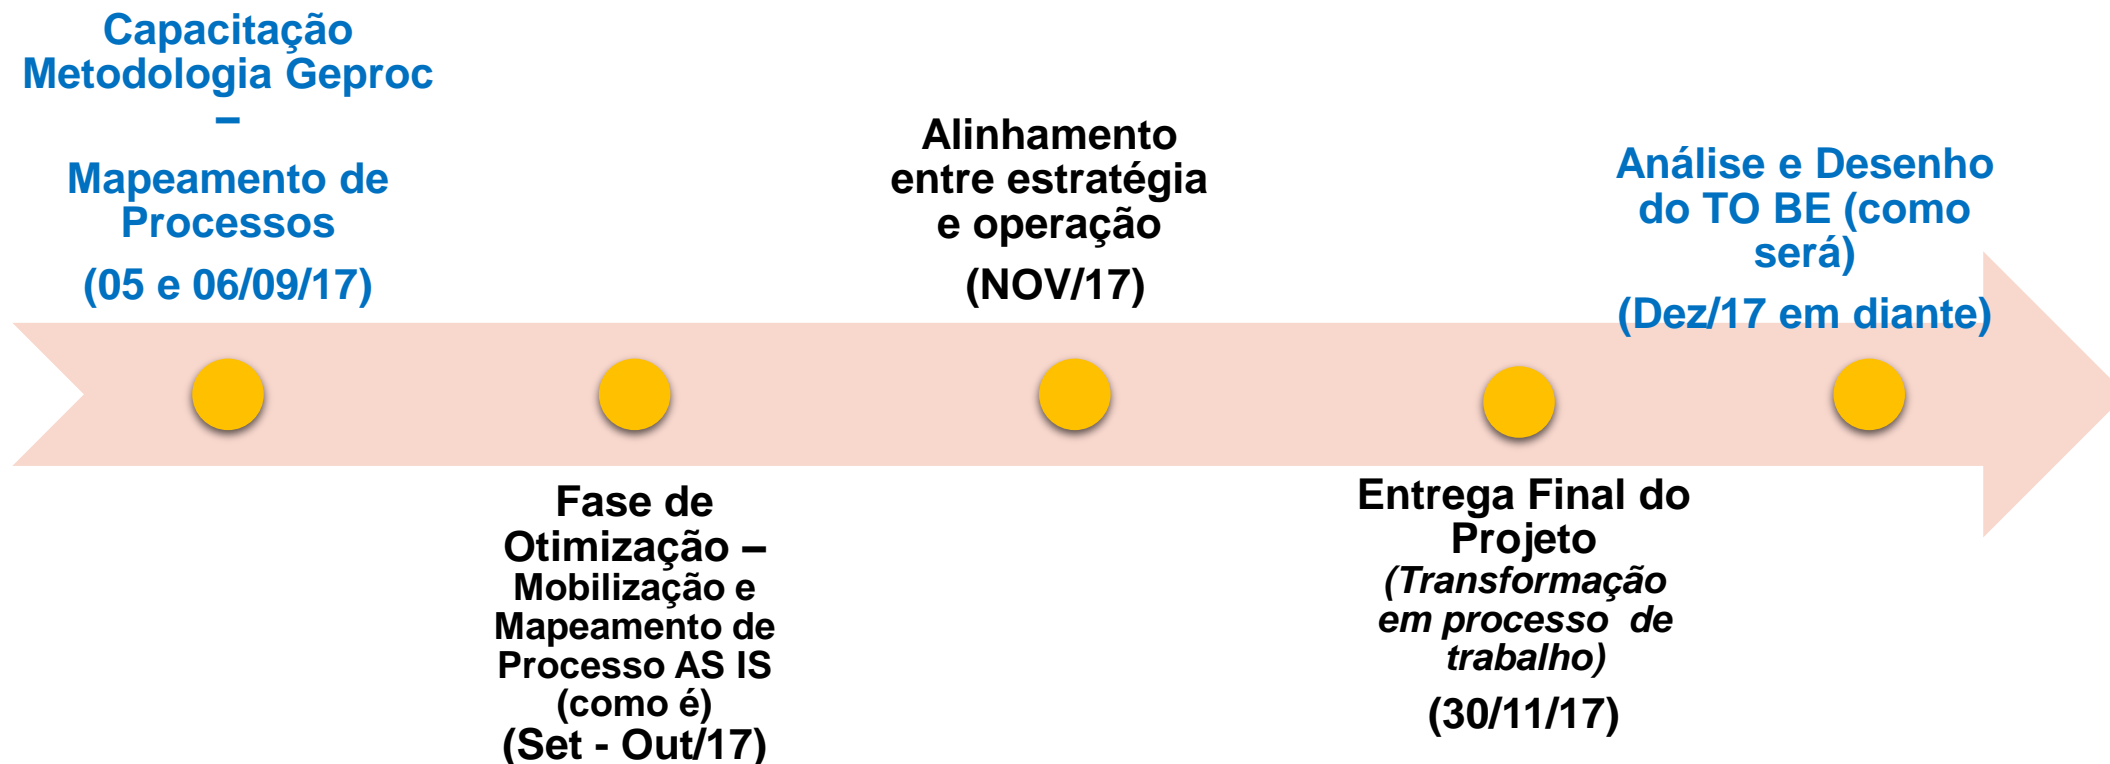 Capacitação
Metodologia Geproc
–
Mapeamento de
Processos
(05 e 06/09/17)
Fase de
Otimização –
Mobilização e
Mapeamento de
Processo AS IS
(como é)
(Set - Out/17)
Alinhamento
entre estratégia
e operação
(NOV/17)
Entrega Final do
Projeto
(Transformação
em processo  de
trabalho)
(30/11/17)
Análise e Desenho
do TO BE (como
será)
(Dez/17 em diante)